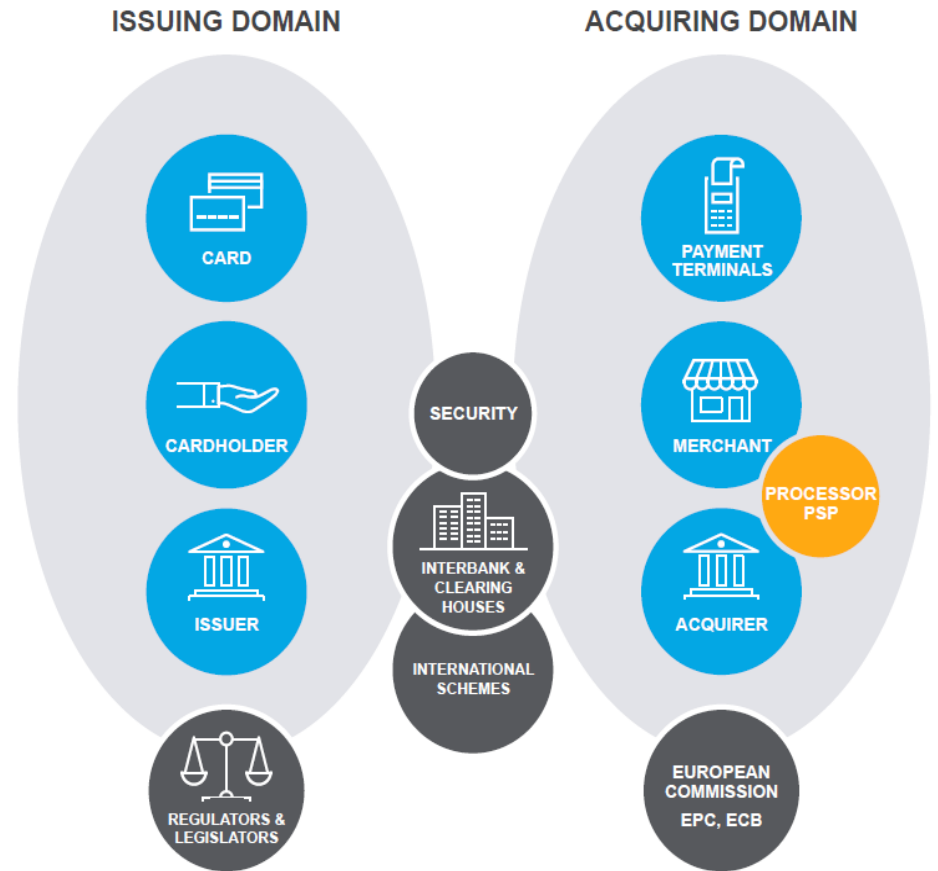 ISSUING DOMAIN
ACQUIRING DOMAIN
CARD
CARDHOLDER
ISSUER
REGULATORS &
LEGISLATORS
SECURITY
INTERBANK &
CLEARING
HOUSES
INTERNATIONAL
SCHEMES
PAYMENT
TERMINALS
MERCHANT
PROCESSOR
PSP
ACQUIRER
EUROPEAN
COMMISSION
EPC, ECB